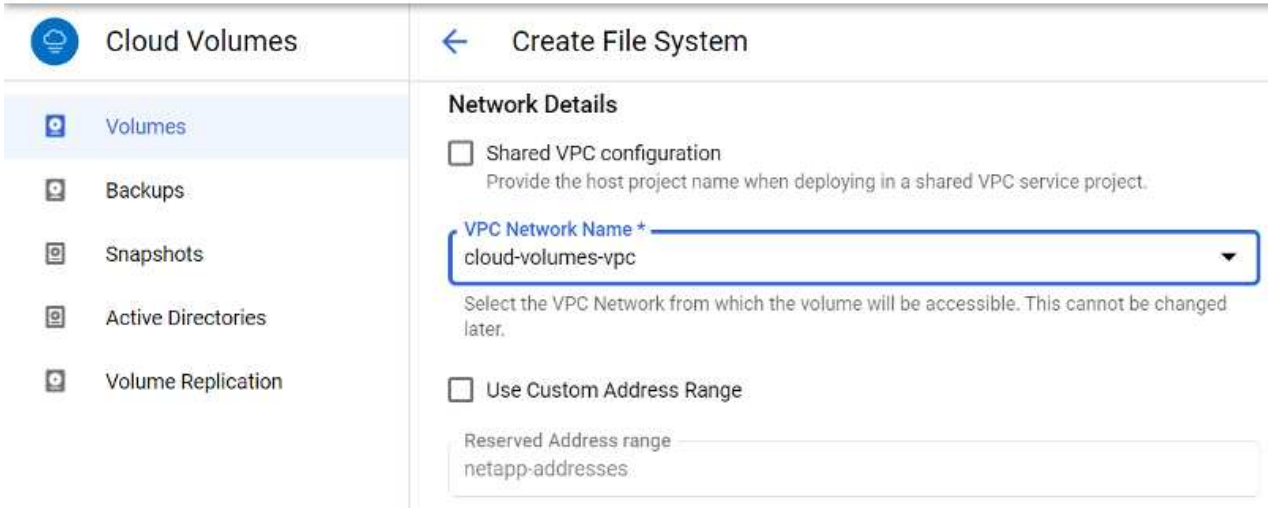 Cloud Volumes
Volumes
Backups
Snapshots
Active Directories
Volume Replication
Create File System
Network Details
Shared VPC configuration
Provide the host project name when deploying in a shared VPC service project.
VPC Network Name *
cloud-volumes-vpc
Select the VPC Network from which the volume will be accessible. This cannot be changed
later.
Use Custom Address Range
Reserved Address range
netapp-addresses